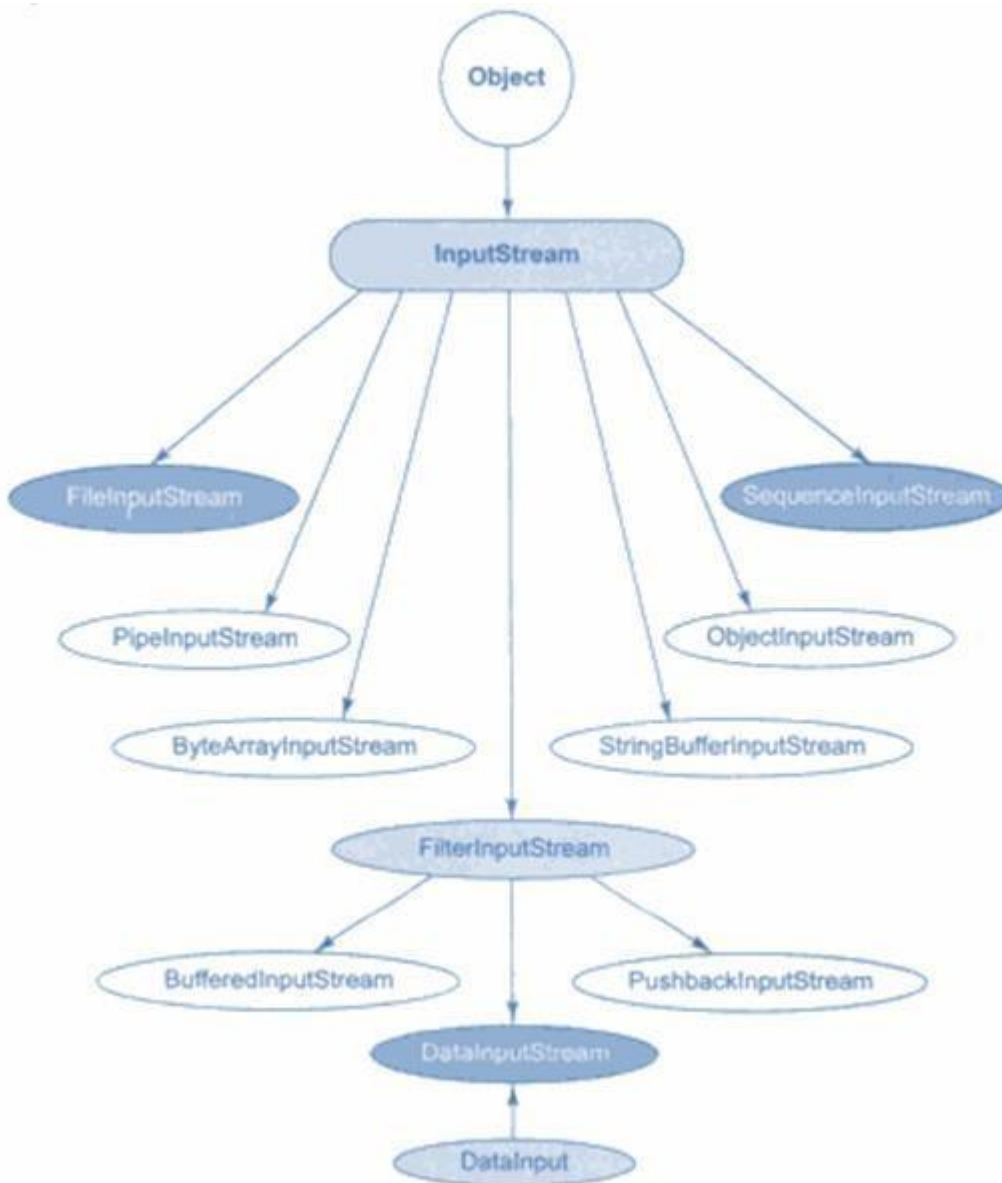 Object
InputStream
FileInputStream
SequenceInputStream
PipeInputStream
ObjectInputStream
ByteArrayInputStream
StringBufferInputStream
FilterInputStream
BufferedInputStream
PushbackInputStream
DataInputStream
DataInput